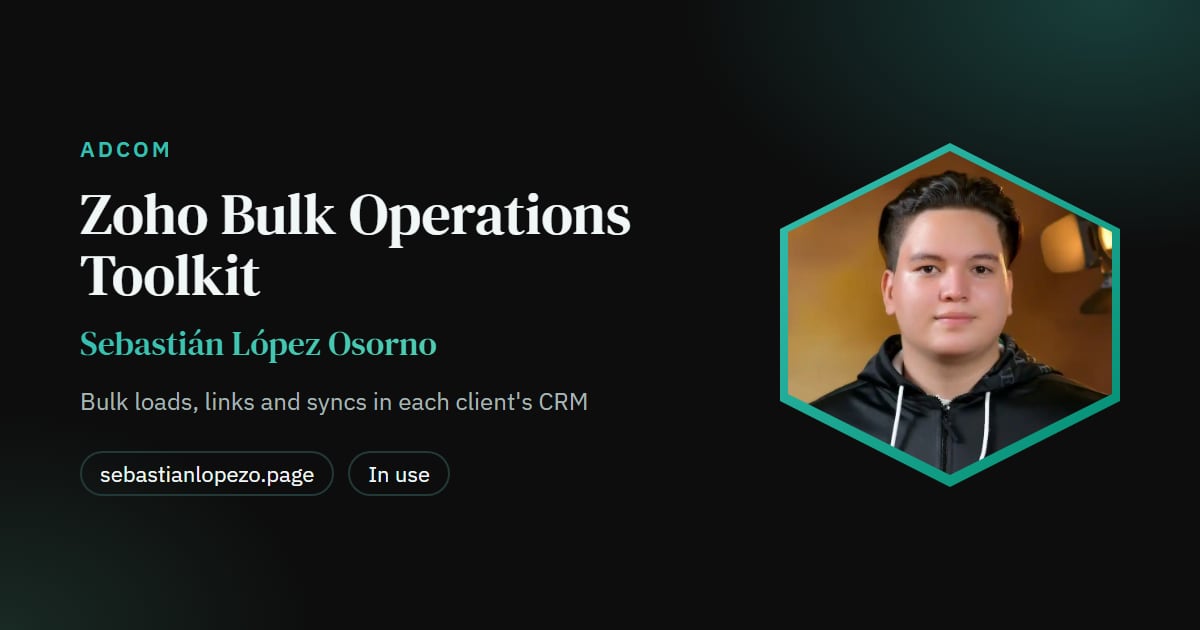 ADCOM
Zoho Bulk Operations
Toolkit
Sebastián López Osorno
Bulk loads, links and syncs in each client's CRM
sebastianlopezo.page
In use